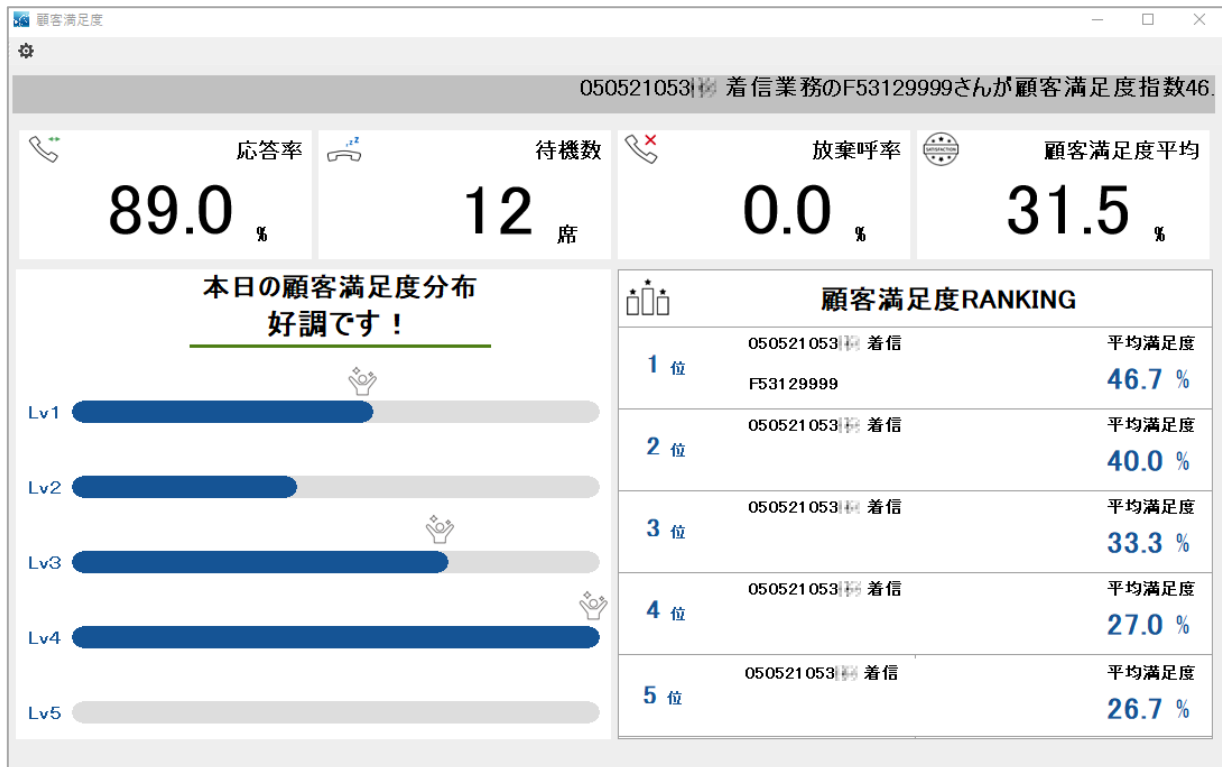 顧客満足度
050521053 着信業務のF53129999さんが顧客満足度指数46.
応答率
89.0 %
待機数
12 席
放棄呼率
0.0 %
SATISFACTION
顧客満足度平均
31.5 %
本日の顧客満足度分布
好調です！
Lv1
Lv2
Lv3
Lv4
Lv5
顧客満足度RANKING
1 位
050521053 着信
F53129999
平均満足度
46.7 %
2 位
050521053 着信
平均満足度
40.0 %
3 位
050521053 着信
平均満足度
33.3 %
4 位
050521053 着信
平均満足度
27.0 %
5 位
050521053 着信
平均満足度
26.7 %